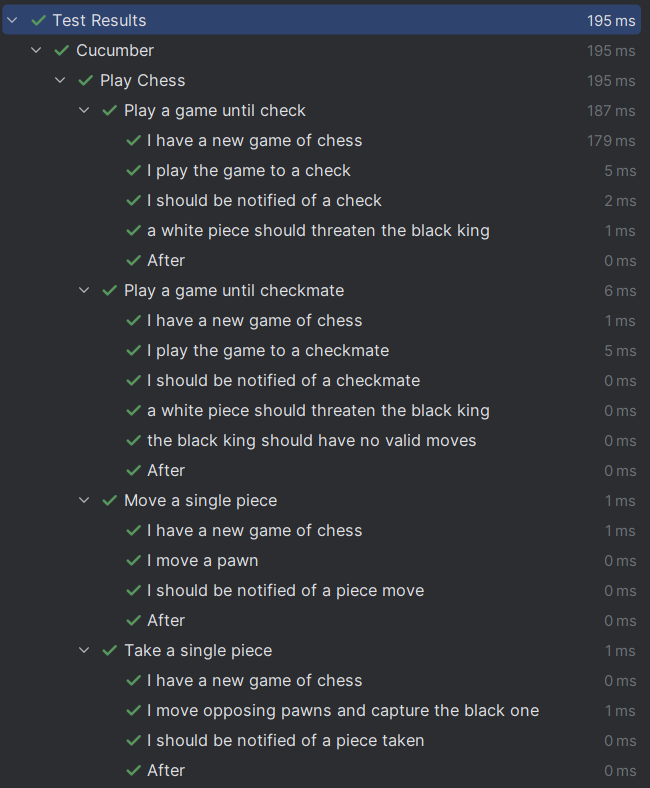 Test Results 195 ms
Cucumber 195 ms
Play Chess 195 ms
Play a game until check 187 ms
I have a new game of chess 179 ms
I play the game to a check 5 ms
I should be notified of a check 2 ms
a white piece should threaten the black king 1 ms
After 0 ms
Play a game until checkmate 6 ms
I have a new game of chess 1 ms
I play the game to a checkmate 5 ms
I should be notified of a checkmate 0 ms
a white piece should threaten the black king 0 ms
the black king should have no valid moves 0 ms
After 0 ms
Move a single piece 1 ms
I have a new game of chess 1 ms
I move a pawn 0 ms
I should be notified of a piece move 0 ms
After 0 ms
Take a single piece 1 ms
I have a new game of chess 0 ms
I move opposing pawns and capture the black one 1 ms
I should be notified of a piece taken 0 ms
After 0 ms